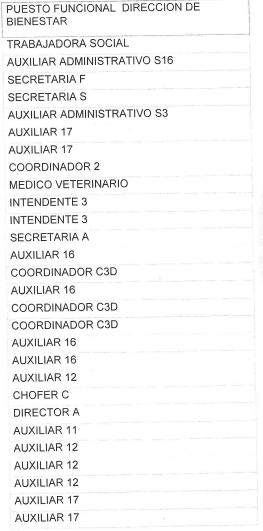 PUESTO FUNCIONAL DIRECCION DE
BIENESTAR
TRABAJADORA SOCIAL
AUXILIAR ADMINISTRATIVO S16
SECRETARIA F
SECRETARIA S
AUXILIAR ADMINISTRATIVO S3
AUXILIAR 17
AUXILIAR 17
COORDINADOR 2
MEDICO VETERINARIO
INTENDENTE 3
INTENDENTE 3
SECRETARIA A
AUXILIAR 16
COORDINADOR C3D
AUXILIAR 16
COORDINADOR C3D
COORDINADOR C3D
AUXILIAR 16
AUXILIAR 16
AUXILIAR 12
CHOFER C
DIRECTOR A
AUXILIAR 11
AUXILIAR 12
AUXILIAR 12
AUXILIAR 12
AUXILIAR 17
AUXILIAR 17